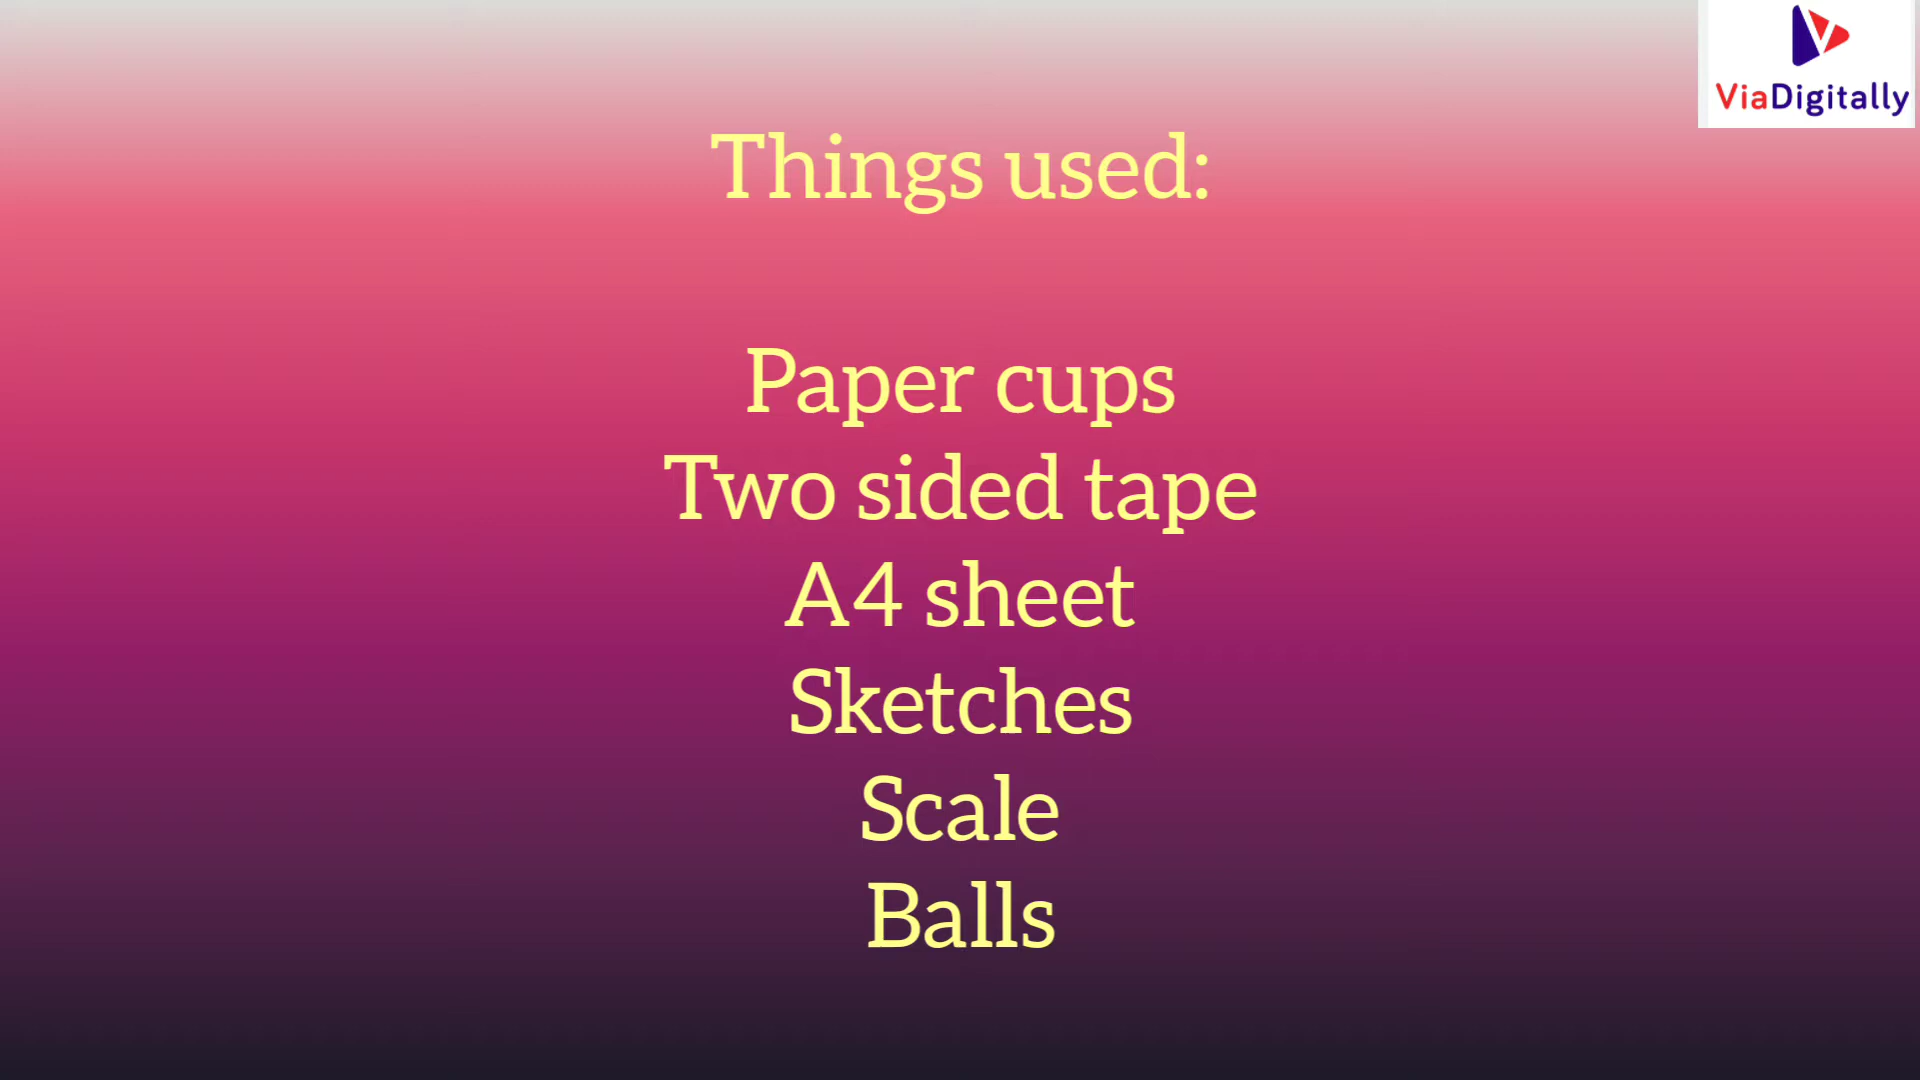 ViaDigitally
Things used:
Paper cups
Two sided tape
A4 sheet
Sketches
Scale
Balls